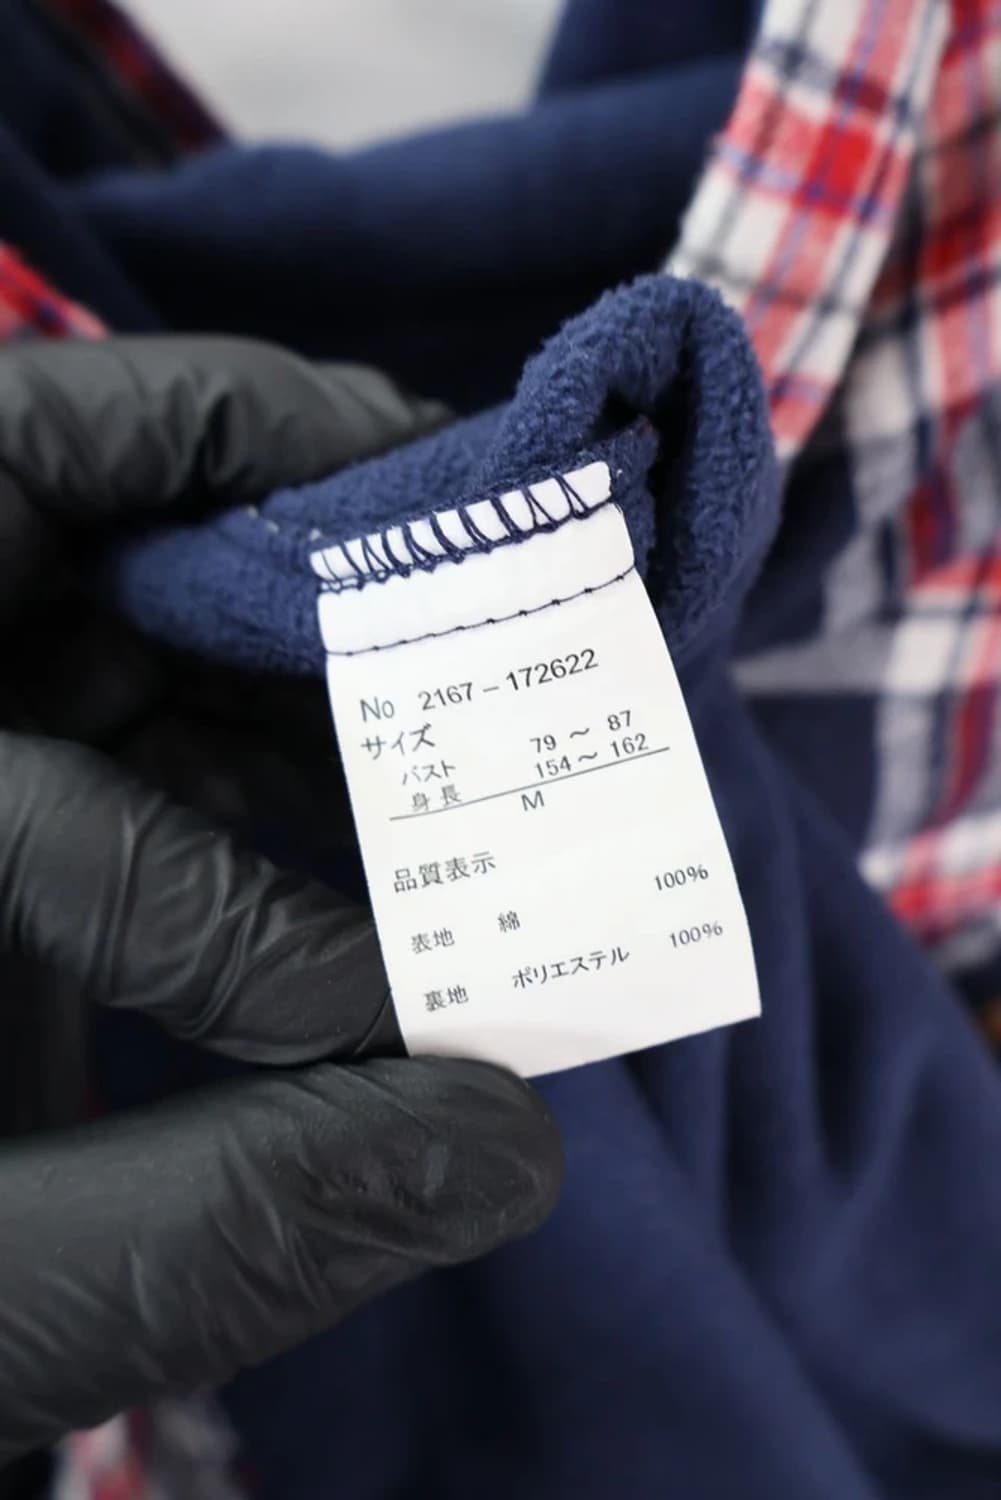 No 2167-172622
サイズ
バスト 79～87
身長 154～162
M
品質表示
表地 綿 100%
裏地 ポリエステル 100%